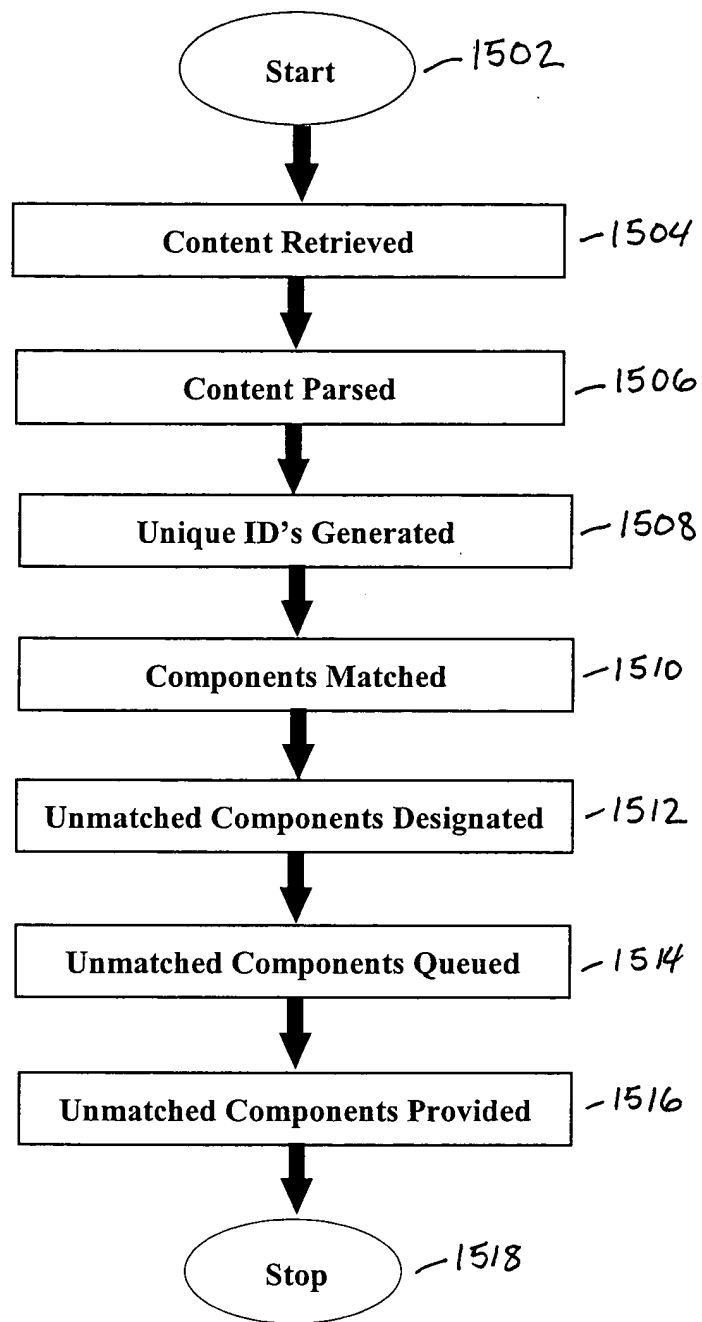 Start 1502
Content Retrieved 1504
Content Parsed 1506
Unique ID's Generated 1508
Components Matched 1510
Unmatched Components Designated 1512
Unmatched Components Queued 1514
Unmatched Components Provided 1516
Stop 1518